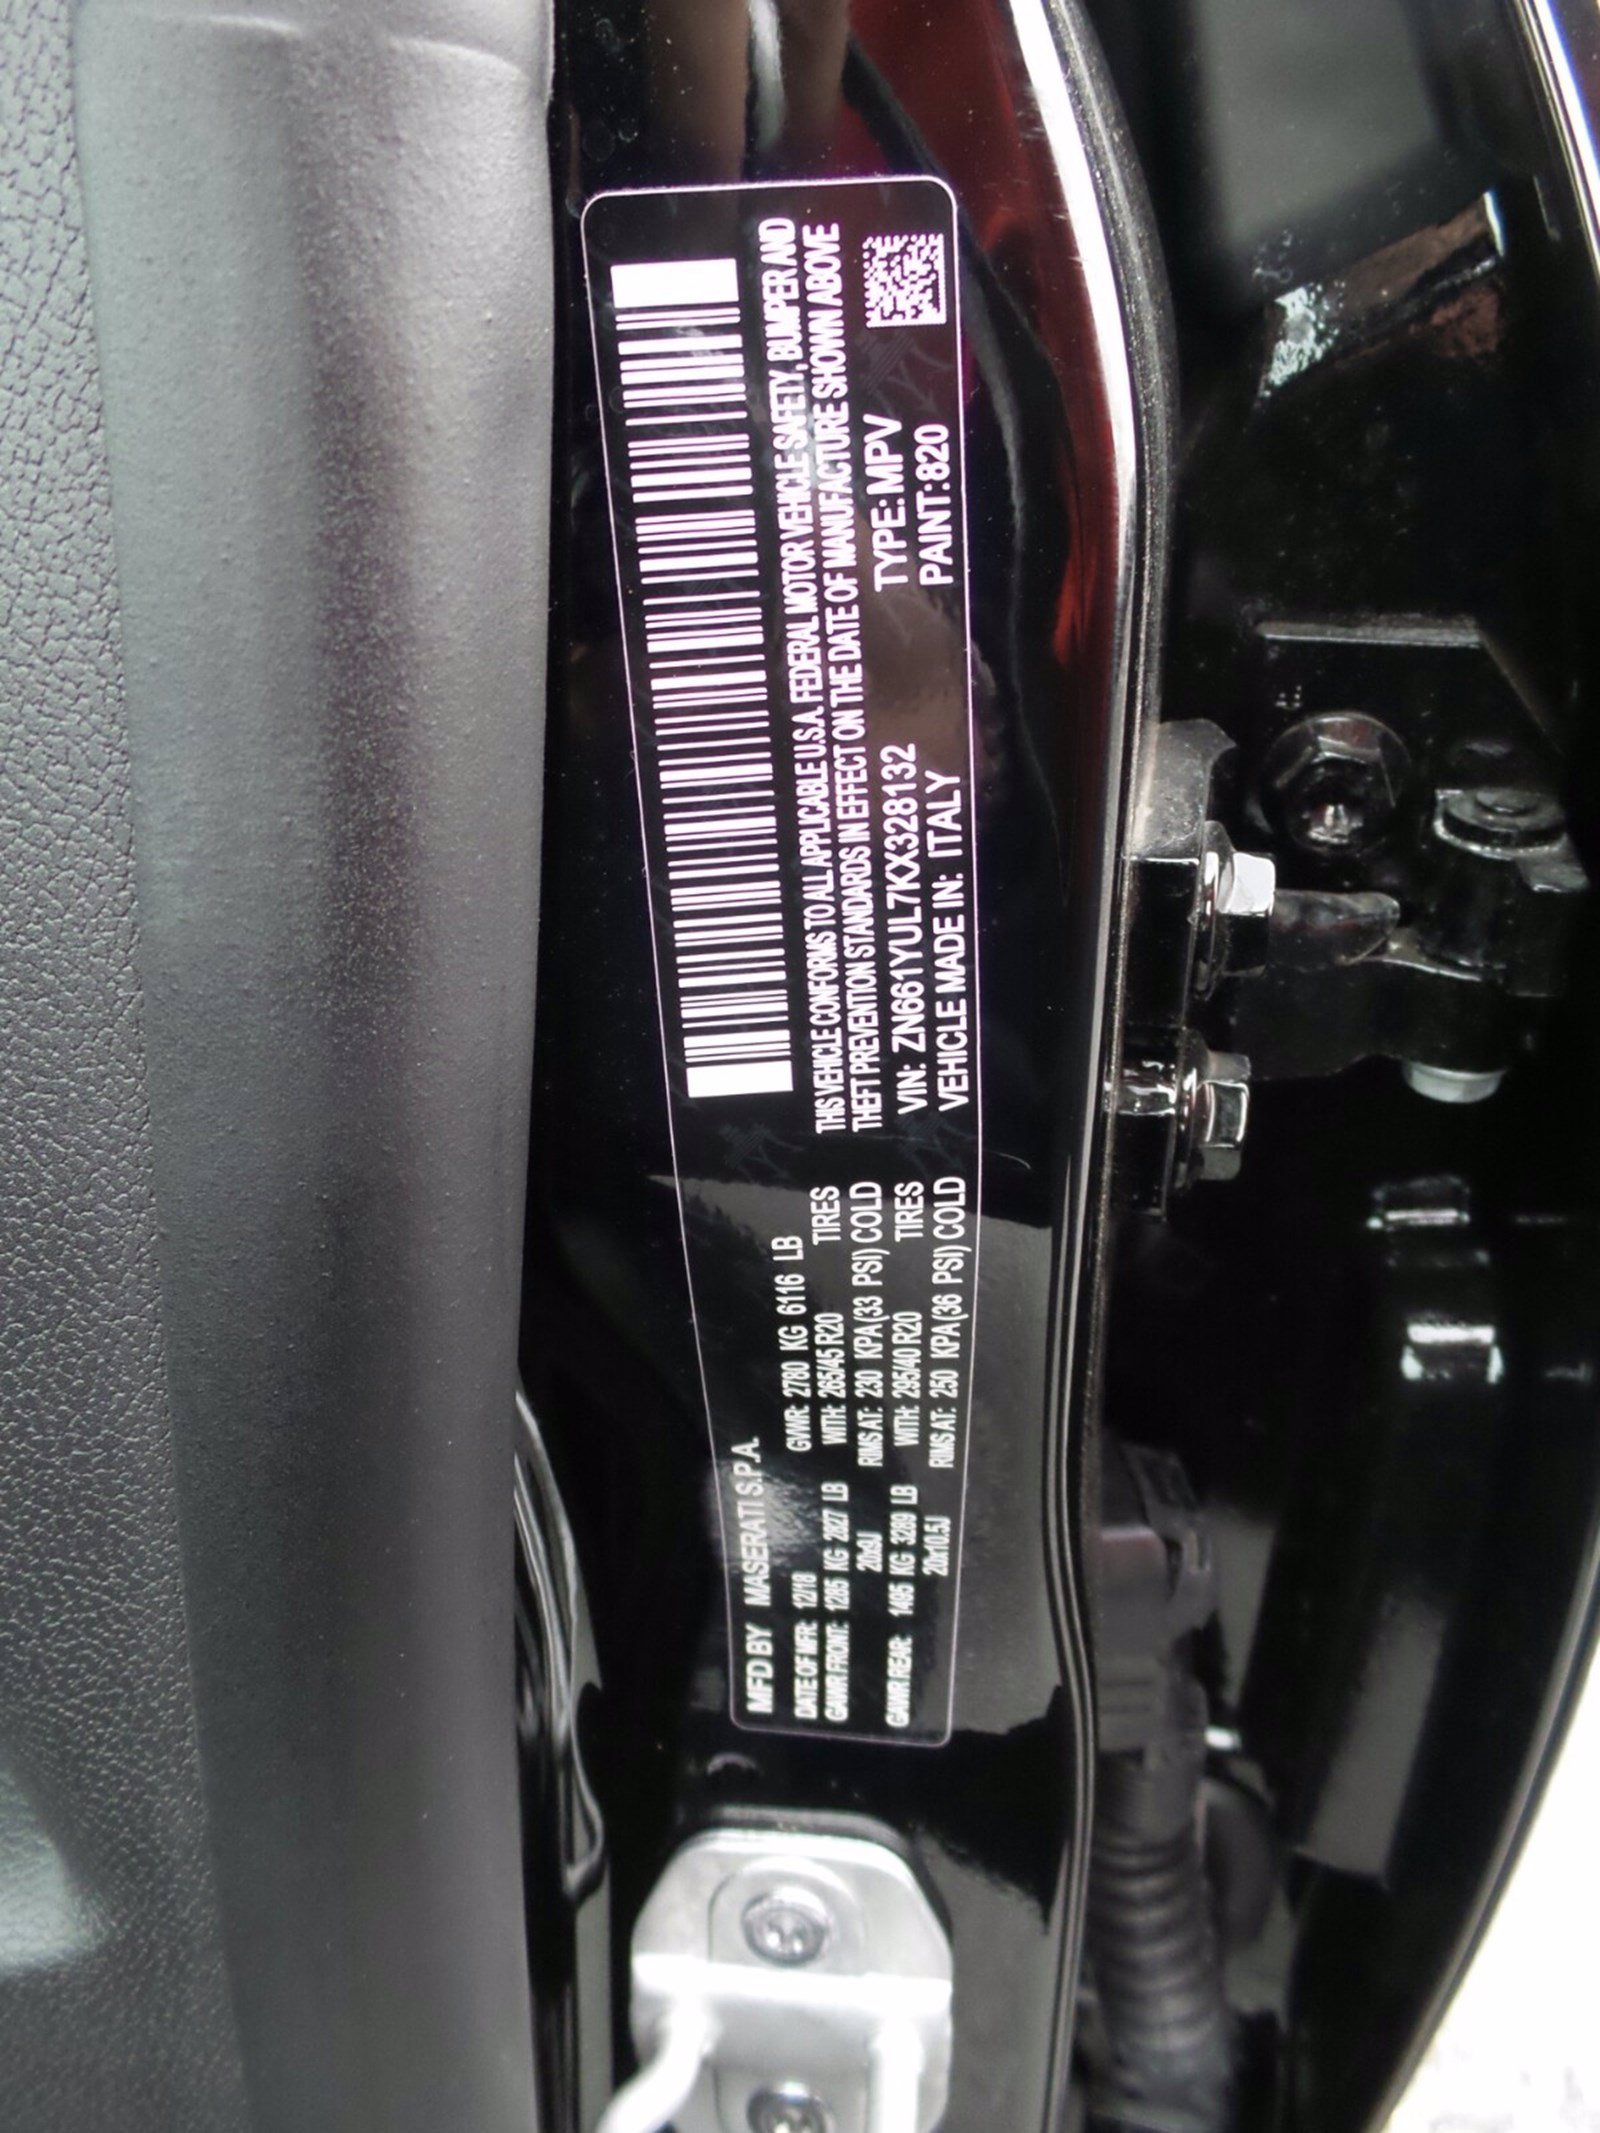 MFD BY MASERATI S.P.A.
DATE OF MFR: 12/18 GVWR: 2780 KG 6116 LB
GAWR FRONT: 1285 KG 2827 LB WITH: 265/45 R20 TIRES
20x9J RIMS AT: 230 KPA(33 PSI) COLD
GAWR REAR: 1495 KG 3289 LB WITH: 295/40 R20 TIRES
20x10.5J RIMS AT: 250 KPA(36 PSI) COLD
THIS VEHICLE CONFORMS TO ALL APPLICABLE U.S.A. FEDERAL MOTOR VEHICLE SAFETY, BUMPER AND
THEFT PREVENTION STANDARDS IN EFFECT ON THE DATE OF MANUFACTURE SHOWN ABOVE
VIN: ZN661YUL7KX328132 TYPE: MPV
VEHICLE MADE IN: ITALY PAINT:820